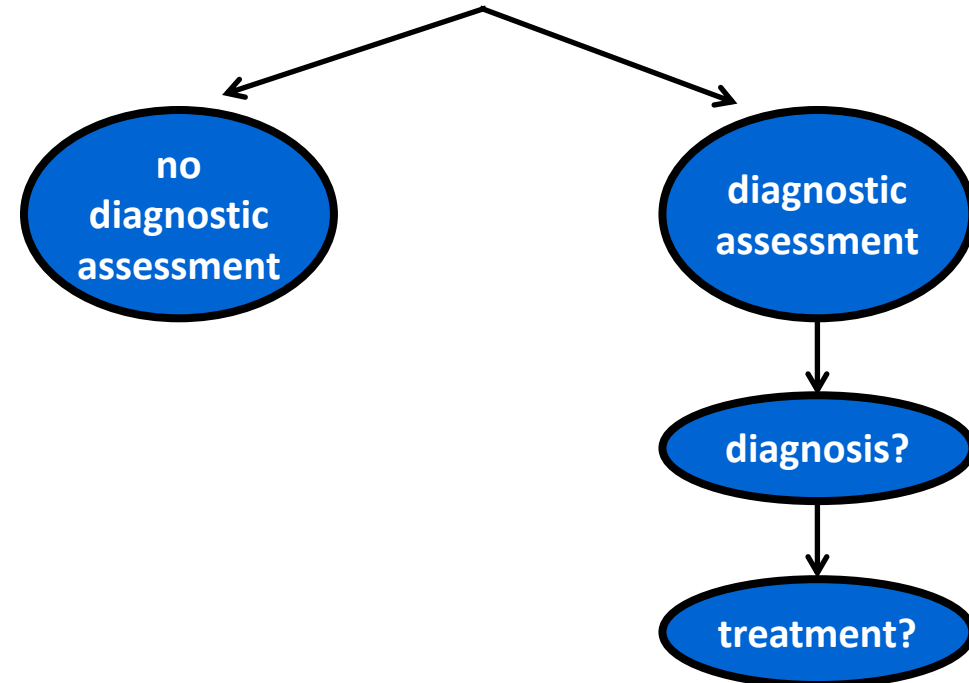 no
diagnostic
assessment
diagnostic
assessment
diagnosis?
treatment?